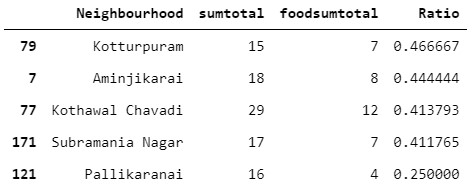 Neighbourhood sumtotal foodsumtotal Ratio
79 Kotturpuram 15 7 0.466667
7 Aminjikarai 18 8 0.444444
77 Kothawal Chavadi 29 12 0.413793
171 Subramania Nagar 17 7 0.411765
121 Pallikaranai 16 4 0.250000